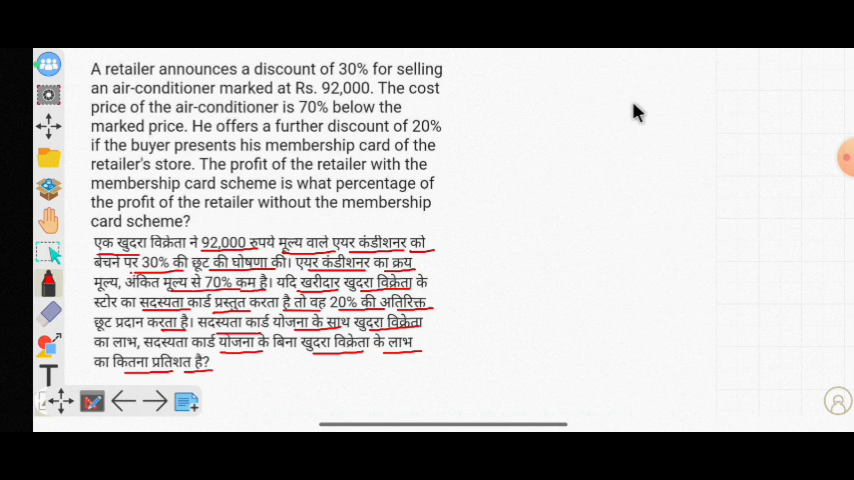 A retailer announces a discount of 30% for selling
an air-conditioner marked at Rs. 92,000. The cost
price of the air-conditioner is 70% below the
marked price. He offers a further discount of 20%
if the buyer presents his membership card of the
retailer's store. The profit of the retailer with the
membership card scheme is what percentage of
the profit of the retailer without the membership
card scheme?
एक खुदरा विक्रेता ने 92,000 रुपये मूल्य वाले एयर कंडीशनर को
बेचने पर 30% की छूट की घोषणा की। एयर कंडीशनर का क्रय
मूल्य, अंकित मूल्य से 70% कम है। यदि खरीदार खुदरा विक्रेता के
स्टोर का सदस्यता कार्ड प्रस्तुत करता है तो वह 20% की अतिरिक्त
छूट प्रदान करता है। सदस्यता कार्ड योजना के साथ खुदरा विक्रेता
का लाभ, सदस्यता कार्ड योजना के बिना खुदरा विक्रेता के लाभ
का कितना प्रतिशत है?
T